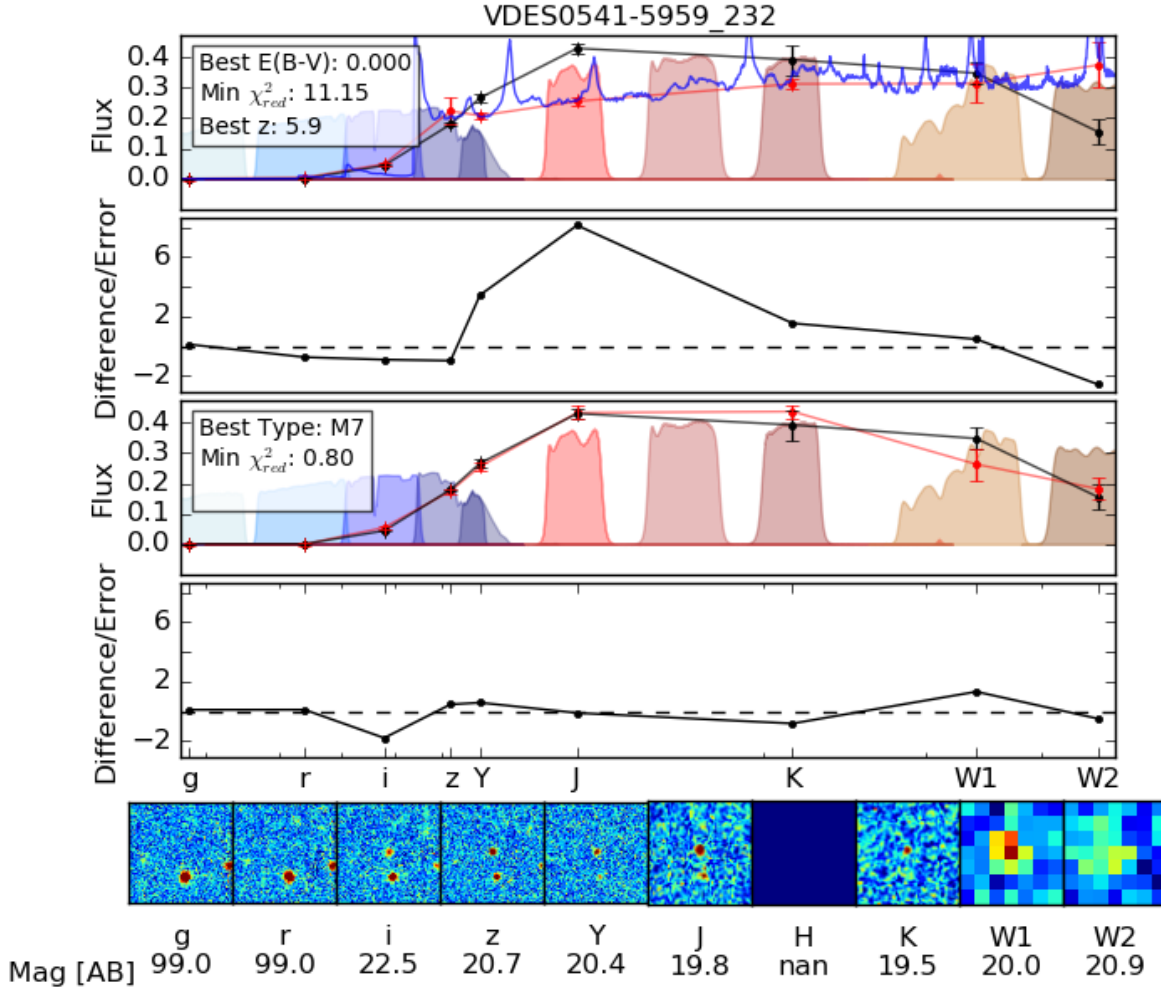 VDES0541-5959_232
Flux
0.4
0.3
0.2
0.1
0.0
Best E(B-V): 0.000
Min χ²_red: 11.15
Best z: 5.9
Difference/Error
6
2
−2
Flux
0.4
0.3
0.2
0.1
0.0
Best Type: M7
Min χ²_red: 0.80
Difference/Error
6
2
−2
g r i z Y J K W1 W2
g r i z Y J H K W1 W2
Mag [AB] 99.0 99.0 22.5 20.7 20.4 19.8 nan 19.5 20.0 20.9